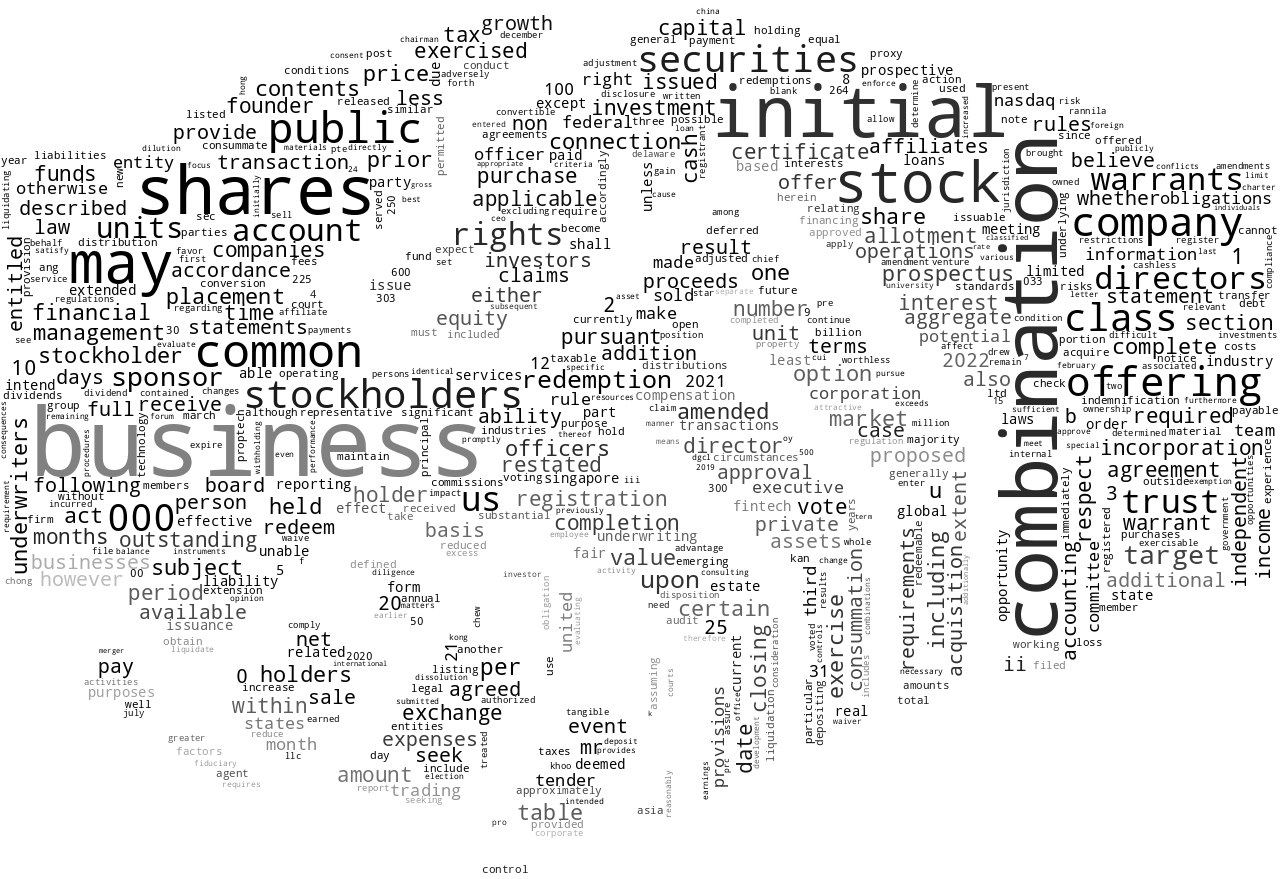 china
capital holding
growth
tax december
general payment equal
chairman
exercised
consent post
securities proxy
conditions price due adversely conduct forth
adjustment redemptions 8 prospective
right issued blank 264 enforce action present
contents less 100 disclosure written used
hong founder released similar convertible except investment initial nasdaq risk
listed public non federal three possible allow determine increased note rules rannila foreign
provide consummate permitted entered agreements connection loan registrant cash certificate affiliates since offered publicly
year liabilities new entity transaction materials pte directly prior officer paid delaware based interests loans brought believe conflicts amendments
funds focus 24 appropriate criteria purchase unless gain offer stock jurisdiction owned warrants limit charter
otherwise shares initially party gross served 250 best accordingly cause herein whether obligations individuals
liquidating described sec sell applicable excluding require ceo among relating share issuable meeting underlying company cannot
law units parties account rights become shall deferred financing approved allotment classified restrictions register
behalf distribution favor companies expect investors result apply operations rate various information last 1
entitled satisfy provision first fees fund set claims made adjusted chief amendment venture limited cashless compliance
may accordance conversion 600 proceeds one prospectus university standards 033 risks directors
service ang extended 225 issue either asset sold star separate future letter statement transfer
regulations placement 4 court 303 subsequent 2 number pre 9 interest class relevant debt
financial regarding time affiliate equity currently make completed continue aggregate condition section
see management 30 statements payments must included pursuant open position unit billion terms potential difficult investments
evaluate common 12 taxable addition property cui worthless affect 2022 drew portion complete costs
10 stockholder able operating persons identical specific distributions least option pursue also remain 7 acquire notice industry
intend days sponsor services redemption 2021 corporation check february associated offering
dividends dividend contained changes stockholders rule resources compensation attractive exceeds ltd 15 two indemnification furthermore
consequences group remaining full receive although representative significant ability part claim amended market million sufficient ownership required payable
business march forum industries purpose manner transactions case laws b order determined material team
underwriters procedures technology expire proptech withholding even performance maintain principal promptly officers thereof hold means director oy regulation majority meet approve special incorporation
restated dgcl circumstances 500 proposed internal
following members board reporting commissions voting singapore iii 2019 approval generally combination agreement outside exemption
requirement without person held holder impact us registration 300 executive enter u immediately respect 3 trust independent opportunities experience
incurred 000 effect received substantial previously fintech vote years extent
firm act effective redeem take completion private term global warrant government
months outstanding waive basis employee underwriting assets whole opportunity registered purchases exercisable
file balance instruments unable reduced fair advantage kan change requirements including accounting target income
chong businesses 00 subject f excess value emerging results redeemable acquisition additionally committee
however liability 5 defined diligence activity upon consulting estate third consummation combinations additional
period extension opinion form investor disposition state
available 20 annual matters obligation need certain member
issuance earlier 50 chew united evaluating audit 25 exercise voted controls loss
obtain comply kong therefore working
liquidate net 2020 21 another current closing consideration ii filed
merger related international listing per use assuming courts 31 includes necessary
pay 0 holders dissolution particular amounts
activities increase legal agreed real total
purposes sale submitted authorized provisions office waiver
well within exchange tangible k assure depositing
july states earned entities event date liquidation
greater reduce expenses treated mr deposit provides development
factors month day seek taxes
fiduciary llc include khoo deemed prc
agent amount election tender reasonably earnings
requires report trading approximately
seeking intended
table asia
pro provided
corporate
control